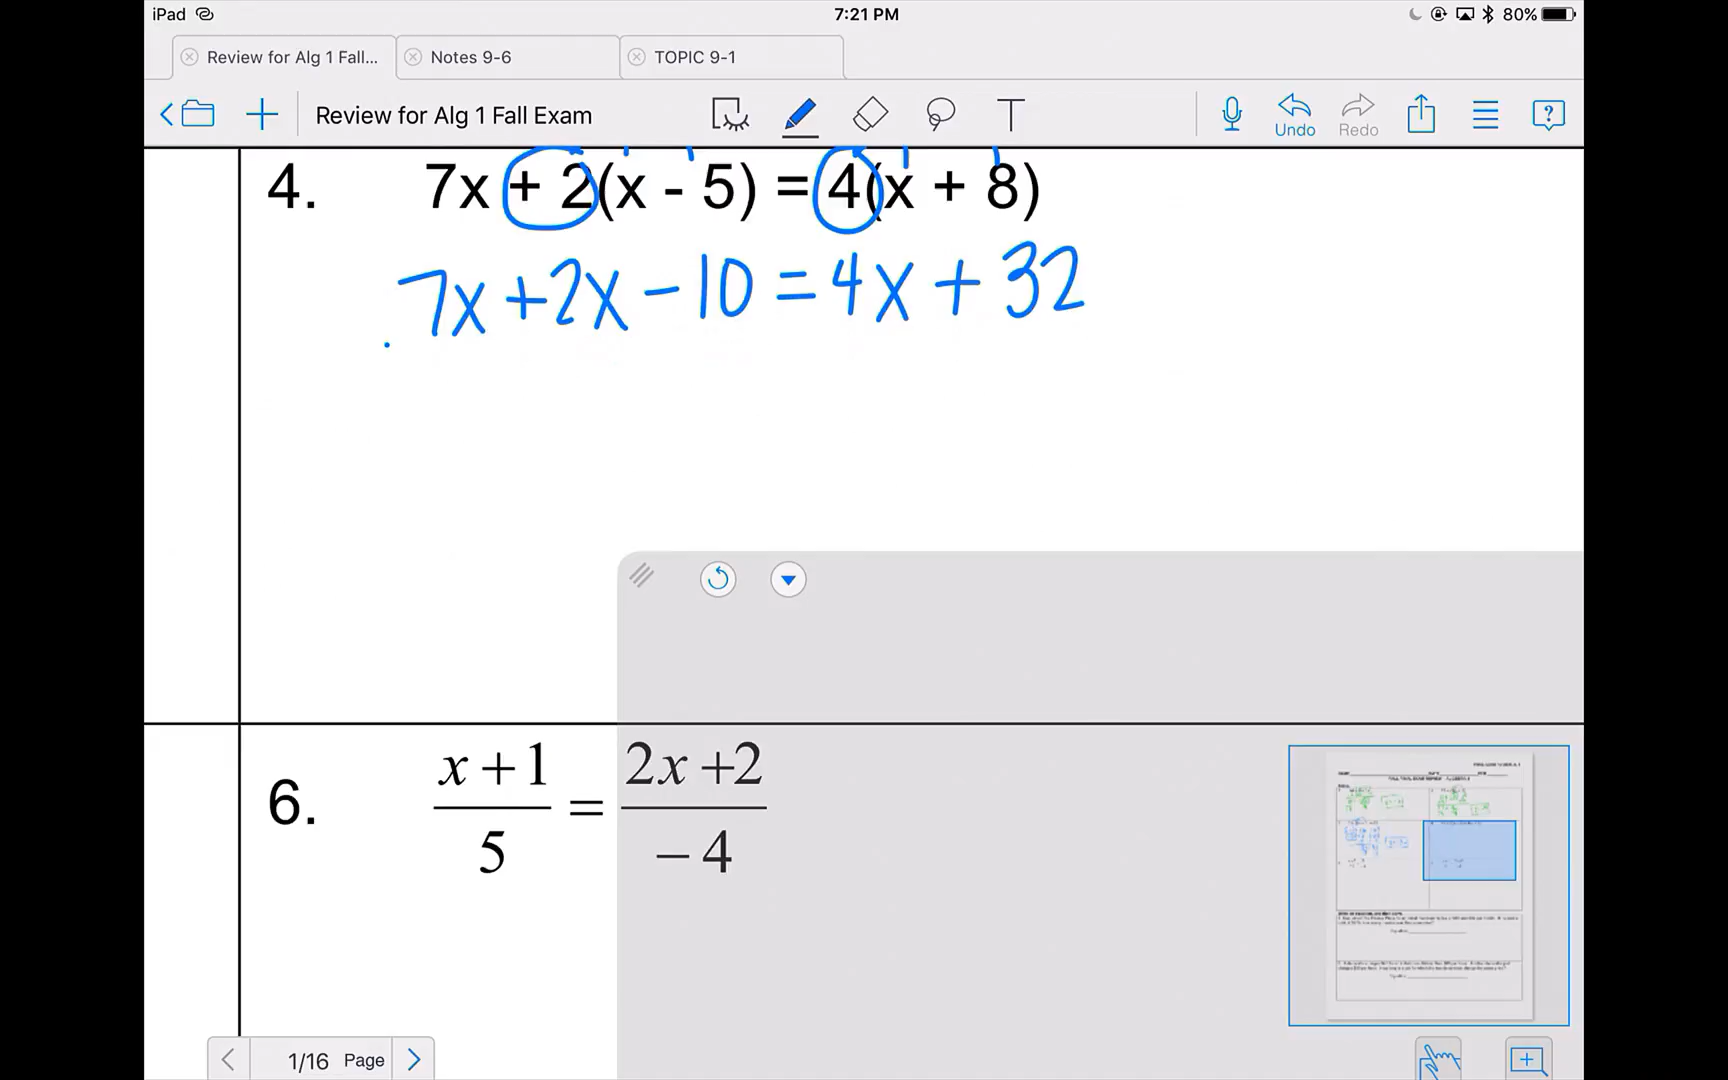 iPad 7:21 PM 80%
Review for Alg 1 Fall... Notes 9-6 TOPIC 9-1
Review for Alg 1 Fall Exam T Undo Redo
4. 7x + 2(x - 5) = 4(x + 8)
7x + 2x - 10 = 4x + 32
6. x + 1 / 5 = 2x + 2 / - 4
1/16 Page